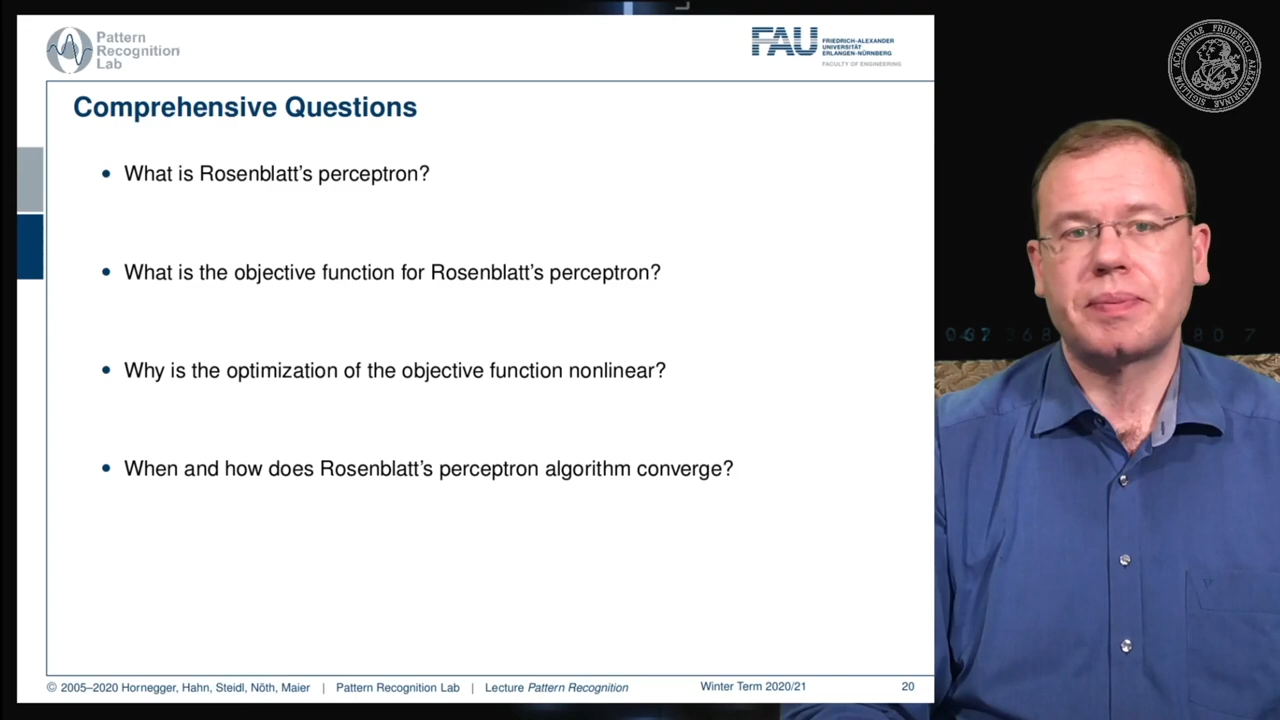 Pattern
Recognition
Lab
FAU
FRIEDRICH-ALEXANDER
UNIVERSITÄT
ERLANGEN-NÜRNBERG
FACULTY OF ENGINEERING
Comprehensive Questions
• What is Rosenblatt’s perceptron?
• What is the objective function for Rosenblatt’s perceptron?
• Why is the optimization of the objective function nonlinear?
• When and how does Rosenblatt’s perceptron algorithm converge?
© 2005–2020 Hornegger, Hahn, Steidl, Nöth, Maier | Pattern Recognition Lab | Lecture Pattern Recognition Winter Term 2020/21 20